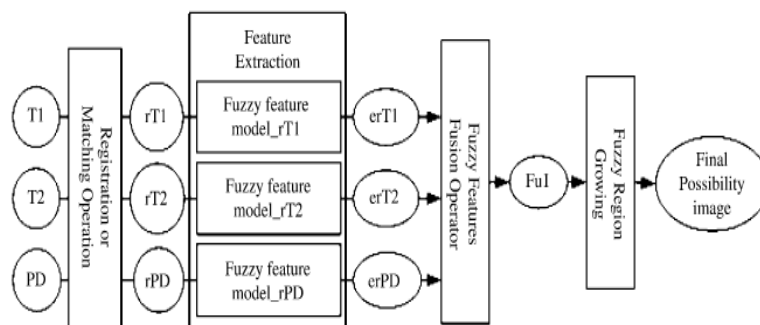 Feature
Extraction
T1
T2
PD
Registration or
Matching Operation
rT1
rT2
rPD
Fuzzy feature
model_rT1
Fuzzy feature
model_rT2
Fuzzy feature
model_rPD
erT1
erT2
erPD
Fuzzy Features
Fusion Operator
FuI
Fuzzy Region
Growing
Final
Possibility
image